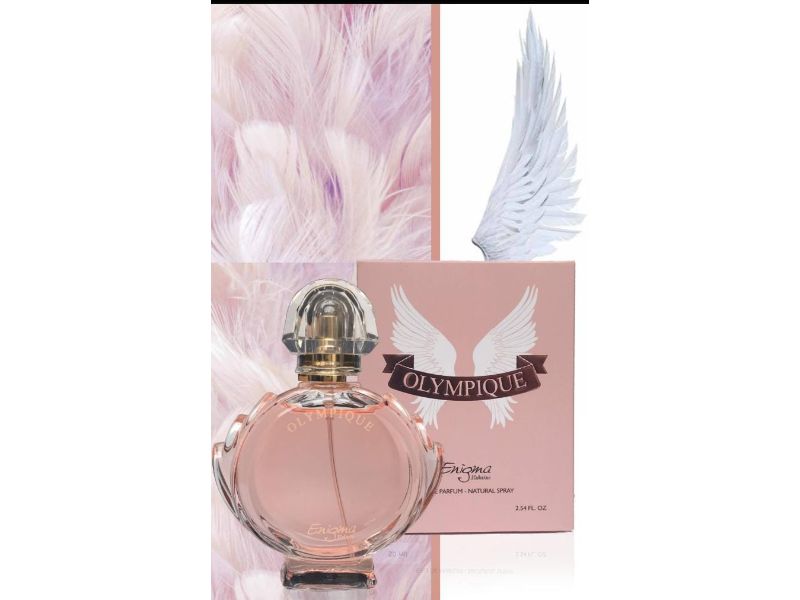 OLYMPIQUE
OLYMPIQUE
Enigma
E PARFUM - NATURAL SPRAY
2.54 FL. OZ
Enigma